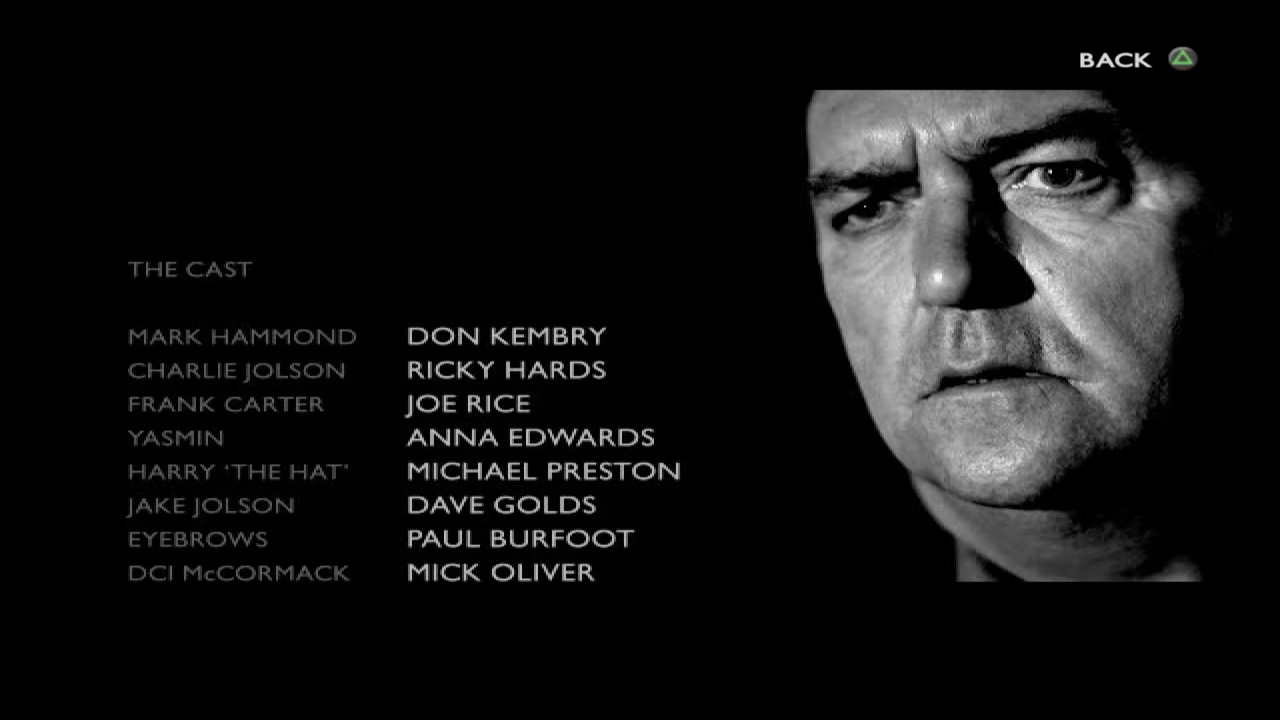 BACK
THE CAST
MARK HAMMOND DON KEMBRY
CHARLIE JOLSON RICKY HARDS
FRANK CARTER JOE RICE
YASMIN ANNA EDWARDS
HARRY 'THE HAT' MICHAEL PRESTON
JAKE JOLSON DAVE GOLDS
EYEBROWS PAUL BURFOOT
DCI McCORMACK MICK OLIVER